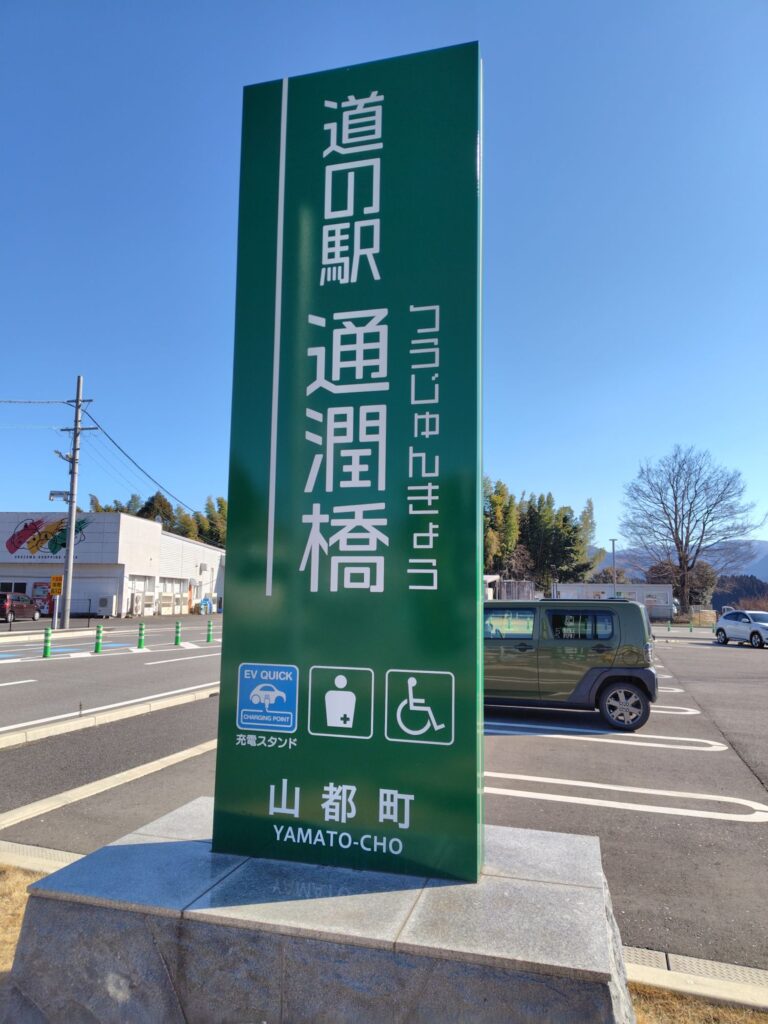 道の駅
通潤橋
つうじゅんきょう
EV QUICK
CHARGING POINT
充電スタンド
山都町
YAMATO-CHO